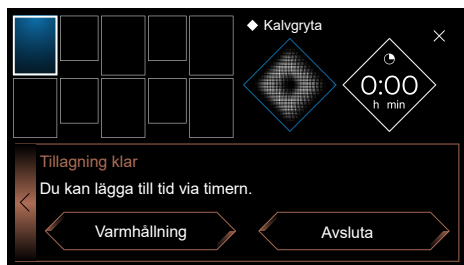 Kalvgryta
0:00
h min
Tillagning klar
Du kan lägga till tid via timern.
Varmhållning
Avsluta